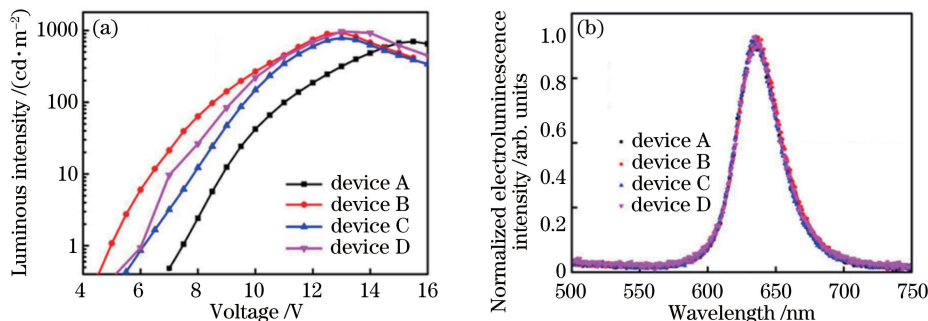 (a)
Luminous intensity /(cd·m⁻²)
1000
100
10
1
device A
device B
device C
device D
4 6 8 10 12 14 16
Voltage /V
(b)
Normalized electroluminescence
intensity /arb. units
1.0
0.8
0.6
0.4
0.2
0
device A
device B
device C
device D
500 550 600 650 700 750
Wavelength /nm